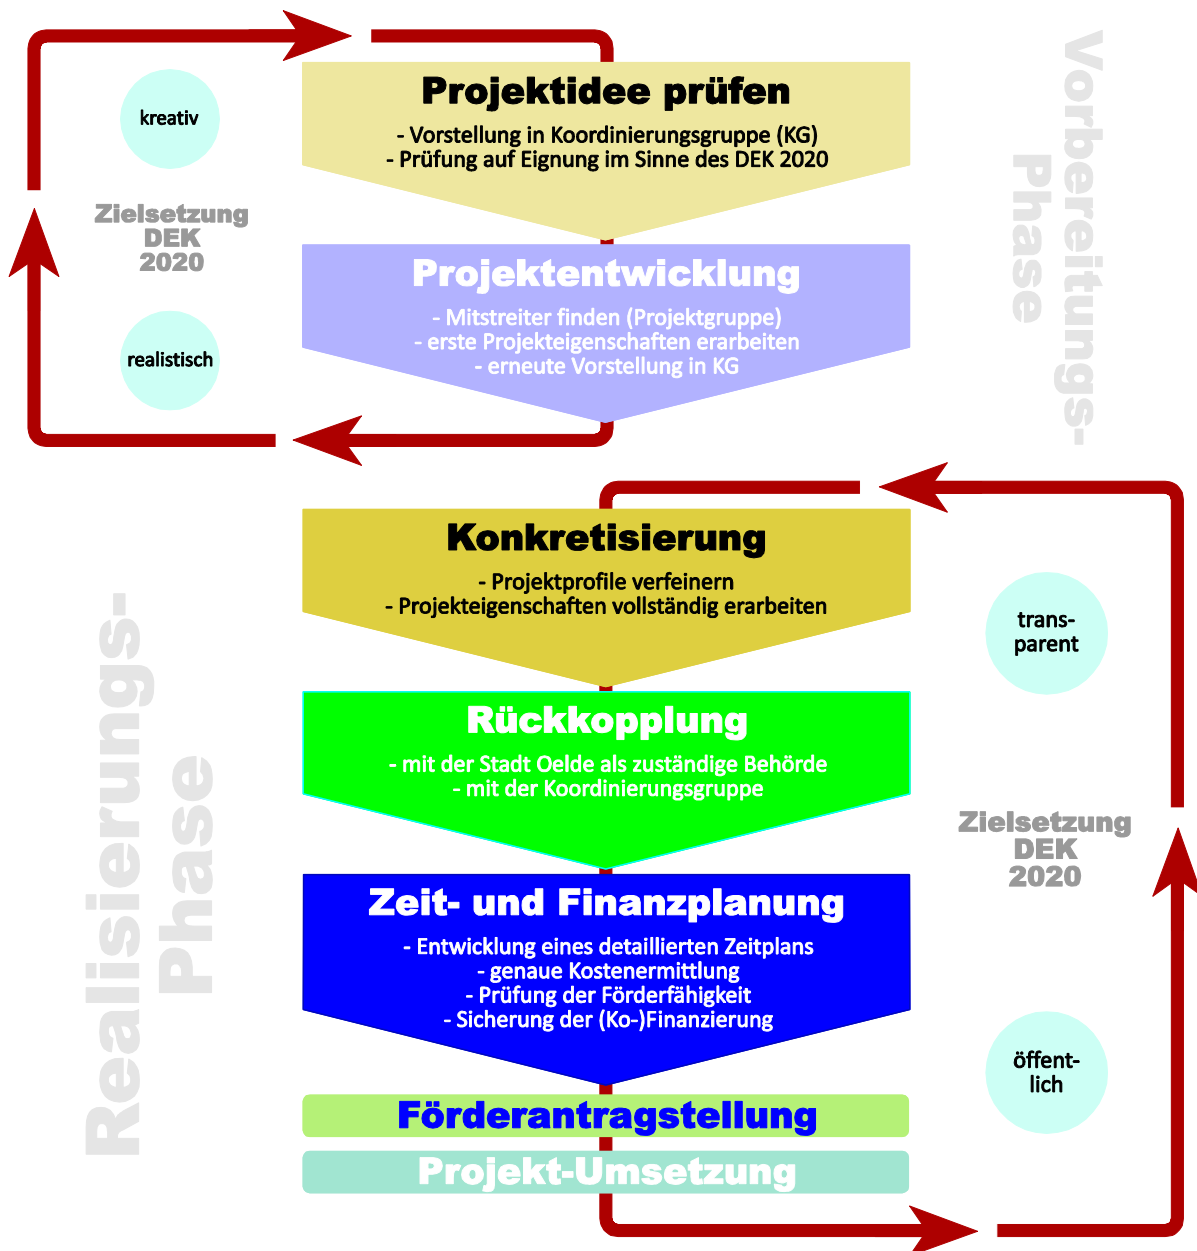 Projektidee prüfen
- Vorstellung in Koordinierungsgruppe (KG)
- Prüfung auf Eignung im Sinne des DEK 2020
kreativ
Zielsetzung
DEK
2020
realistisch
Vorbereitungs-
Phase
Projektentwicklung
- Mitstreiter finden (Projektgruppe)
- erste Projekteigenschaften erarbeiten
- erneute Vorstellung in KG
Realisierungs-
Phase
Konkretisierung
- Projektprofile verfeinern
- Projekteigenschaften vollständig erarbeiten
Rückkopplung
- mit der Stadt Oelde als zuständige Behörde
- mit der Koordinierungsgruppe
Zeit- und Finanzplanung
- Entwicklung eines detaillierten Zeitplans
- genaue Kostenermittlung
- Prüfung der Förderfähigkeit
- Sicherung der (Ko-)Finanzierung
Förderantragstellung
Projekt-Umsetzung
trans-
parent
Zielsetzung
DEK
2020
öffent-
lich